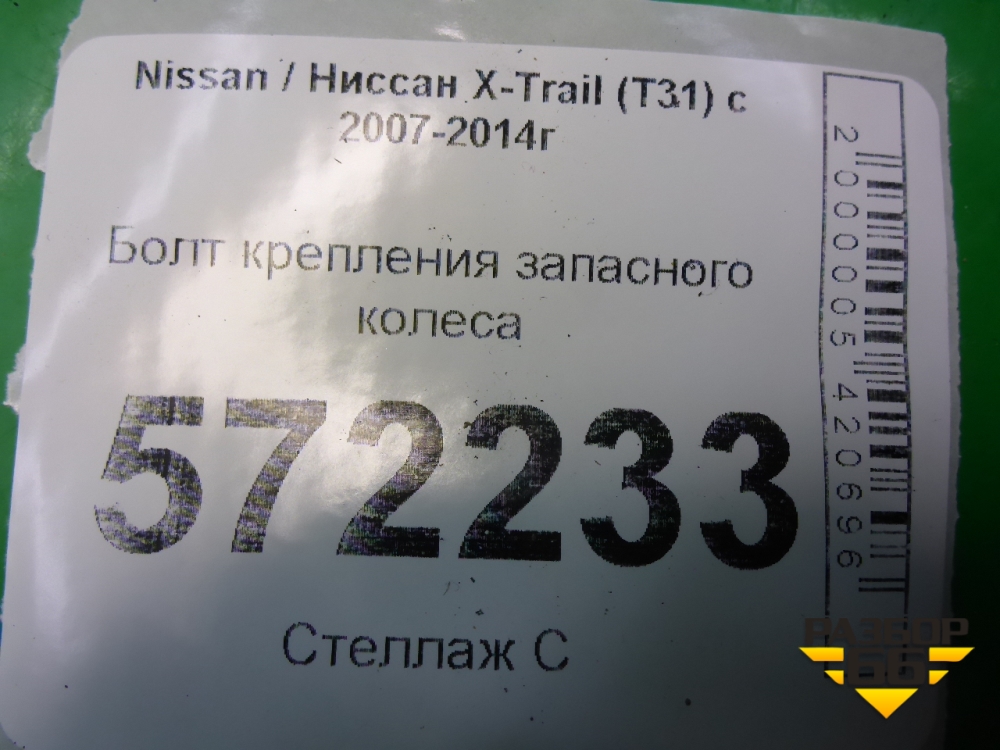 Nissan / Ниссан X-Trail (T31) с
2007-2014г
Болт крепления запасного
колеса
572233
Стеллаж С
2000005420696
РАЗБОР
66